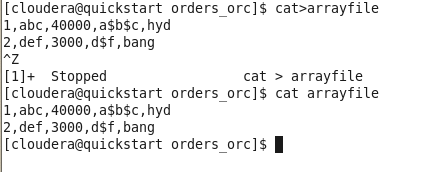 [cloudera@quickstart orders_orc]$ cat>arrayfile
1,abc,40000,a$b$c,hyd
2,def,3000,d$f,bang
^Z
[1]+  Stopped                 cat > arrayfile
[cloudera@quickstart orders_orc]$ cat arrayfile
1,abc,40000,a$b$c,hyd
2,def,3000,d$f,bang
[cloudera@quickstart orders_orc]$